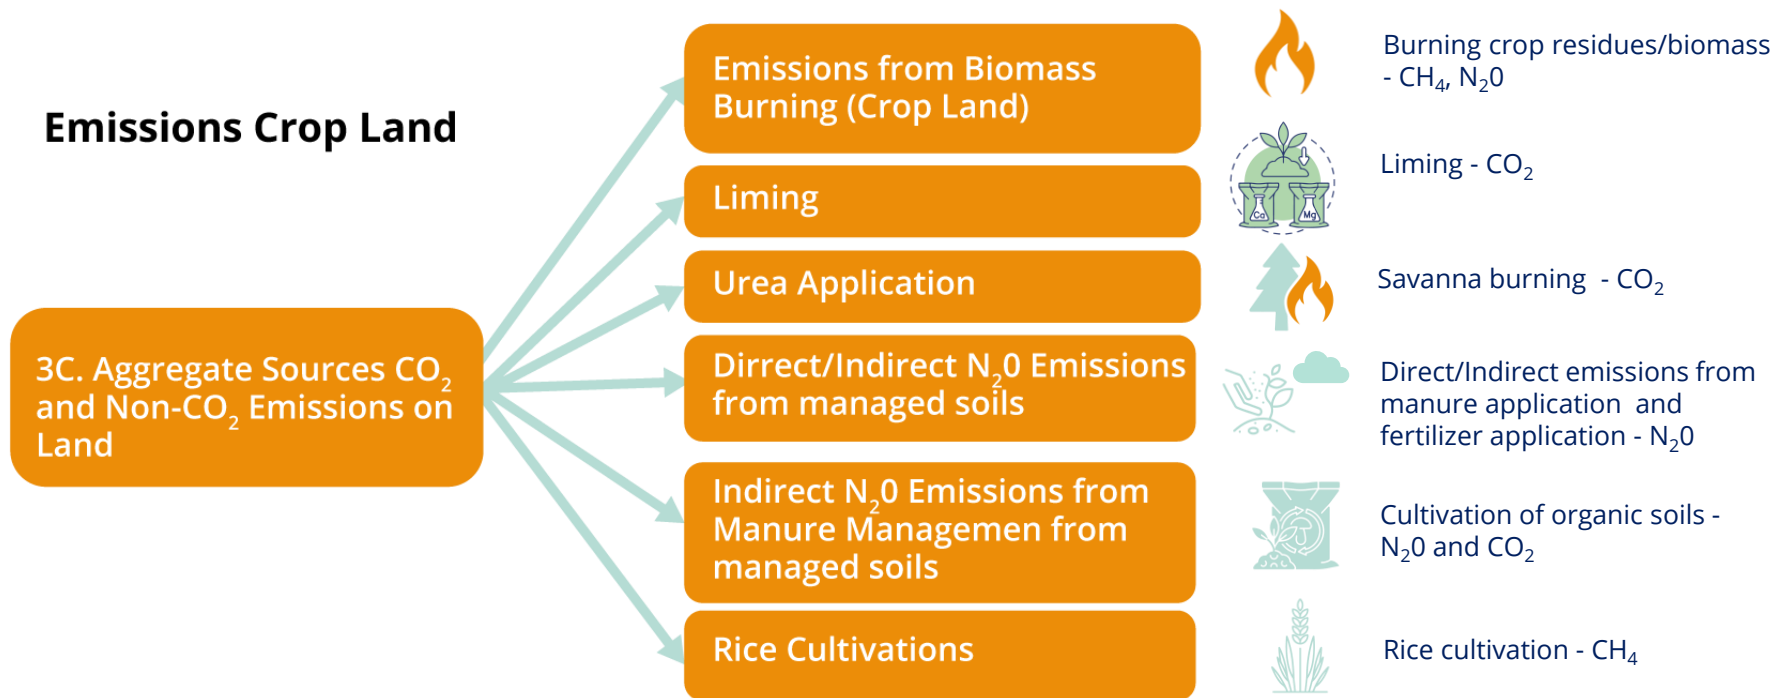 Emissions Crop Land
3C. Aggregate Sources CO₂
and Non-CO₂ Emissions on
Land
Emissions from Biomass
Burning (Crop Land)
Liming
Urea Application
Dirrect/Indirect N₂0 Emissions
from managed soils
Indirect N₂0 Emissions from
Manure Managemen from
managed soils
Rice Cultivations
Burning crop residues/biomass
- CH₄, N₂0
Ca
Mg
Liming - CO₂
Savanna burning - CO₂
Direct/Indirect emissions from
manure application and
fertilizer application - N₂0
Cultivation of organic soils -
N₂0 and CO₂
Rice cultivation - CH₄